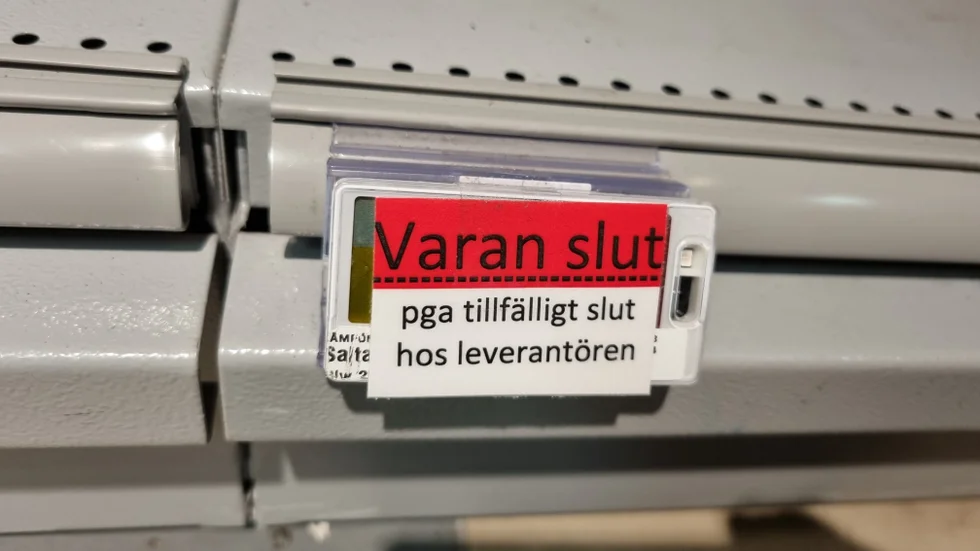 Varan slut
pga tillfälligt slut
hos leverantören